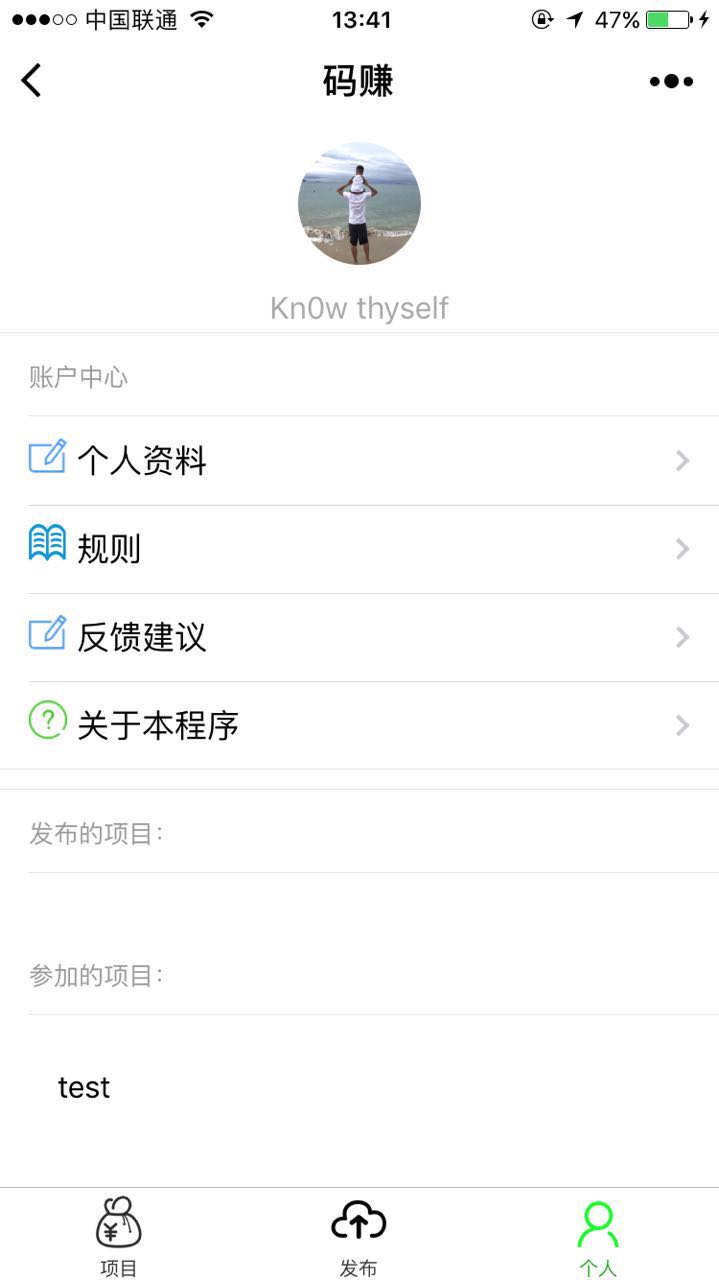 中国联通 13:41 47%
码赚
Kn0w thyself
账户中心
个人资料
规则
反馈建议
关于本程序
发布的项目:
参加的项目:
test
项目 发布 个人